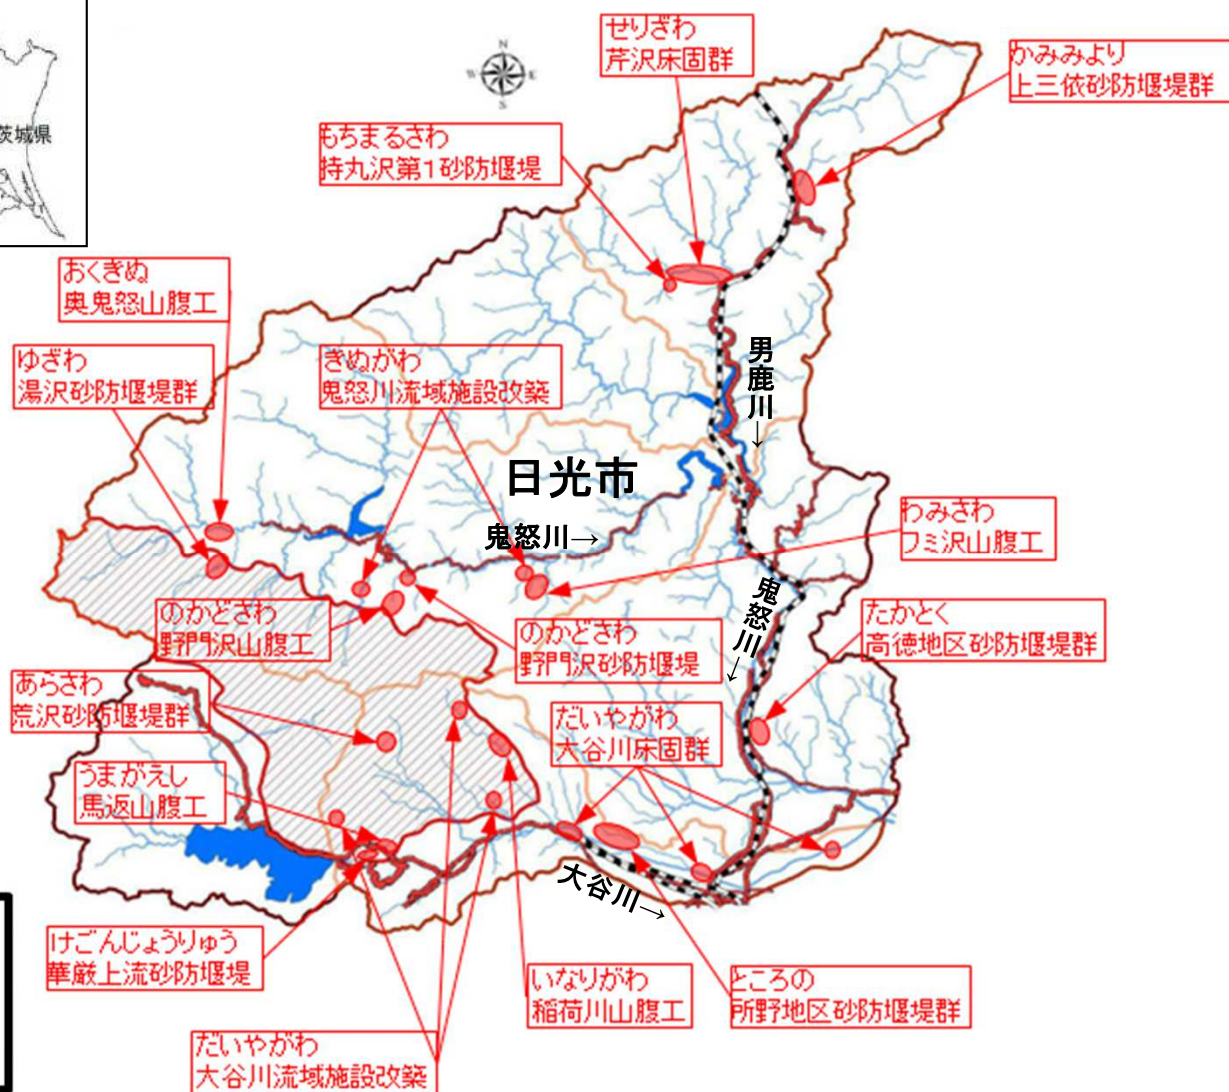 茨城県
N
W
E
S
せりざわ
芹沢床固群
かみみより
上三依砂防堰堤群
もちまるさわ
持丸沢第1砂防堰堤
おくきぬ
奥鬼怒山腹工
ゆざわ
湯沢砂防堰堤群
きぬがわ
鬼怒川流域施設改築
男鹿川→
日光市
鬼怒川→
わみさわ
ワミ沢山腹工
鬼怒川→
のかどさわ
野門沢山腹工
のかどさわ
野門沢砂防堰堤
たかとく
高徳地区砂防堰堤群
あらさわ
荒沢砂防堰堤群
だいやがわ
大谷川床固群
うまがえし
馬返山腹工
大谷川→
けごんじょうりゅう
華厳上流砂防堰堤
いなりがわ
稲荷川山腹工
ところの
所野地区砂防堰堤群
だいやがわ
大谷川流域施設改築